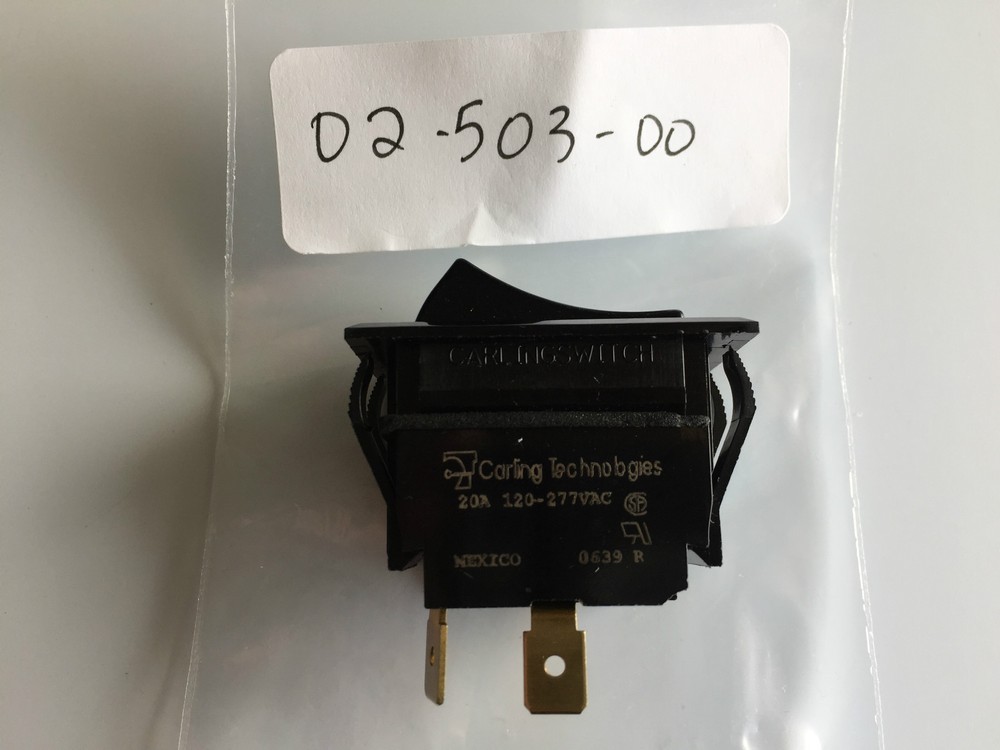 02-503-00
CARLINGSWITCH
Carling Technologies
20A 120-277VAC
MEXICO 0639 R